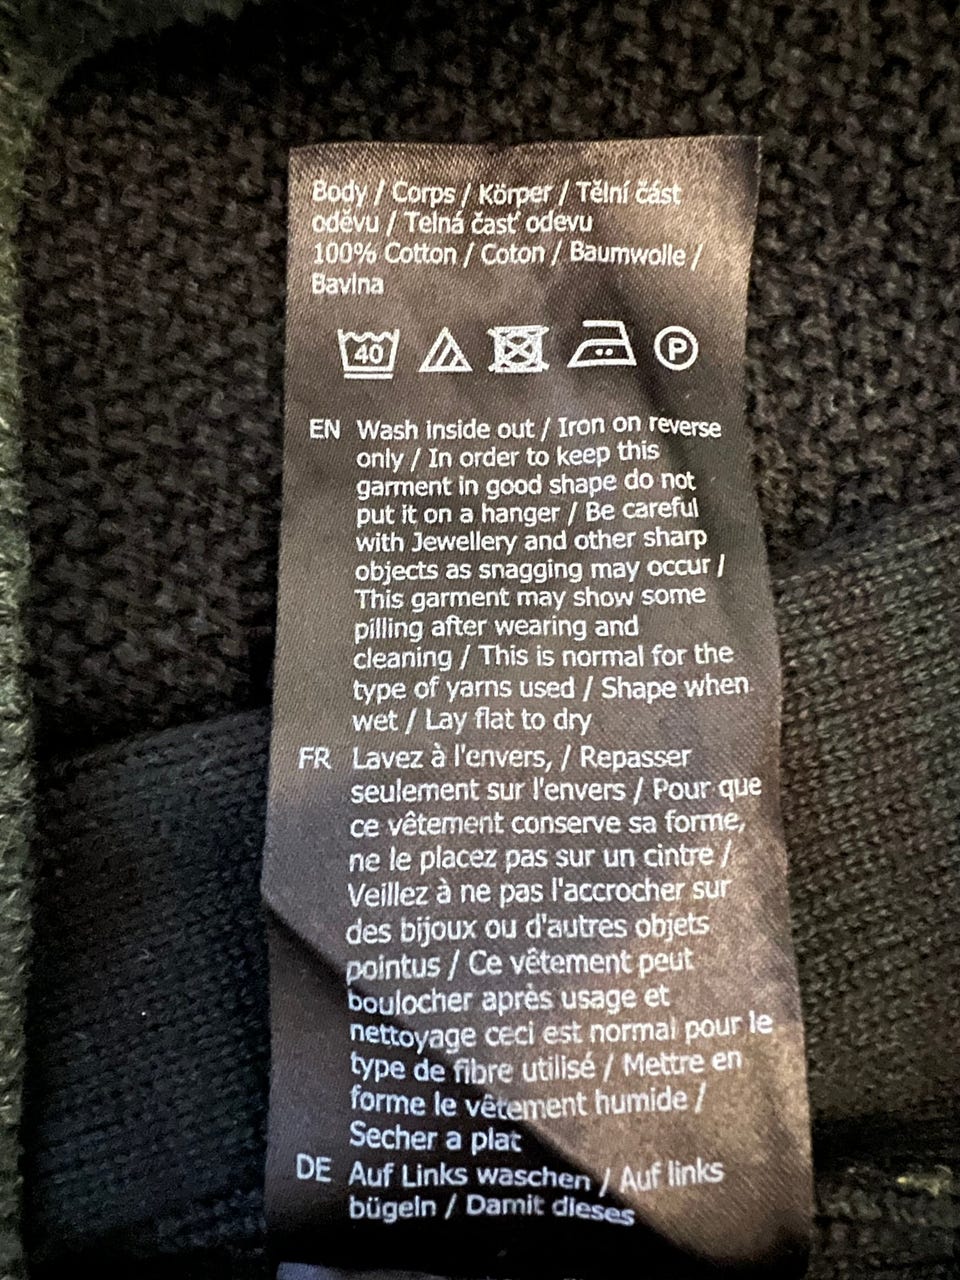 Body / Corps / Körper / Tělní část
oděvu / Telná časť odevu
100% Cotton / Coton / Baumwolle /
Bavlna
40 P
EN Wash inside out / Iron on reverse
only / In order to keep this
garment in good shape do not
put it on a hanger / Be careful
with Jewellery and other sharp
objects as snagging may occur /
This garment may show some
pilling after wearing and
cleaning / This is normal for the
type of yarns used / Shape when
wet / Lay flat to dry
FR Lavez à l'envers, / Repasser
seulement sur l'envers / Pour que
ce vêtement conserve sa forme,
ne le placez pas sur un cintre /
Veillez à ne pas l'accrocher sur
des bijoux ou d'autres objets
pointus / Ce vêtement peut
boulocher après usage et
nettoyage ceci est normal pour le
type de fibre utilisé / Mettre en
forme le vêtement humide /
Secher a plat
DE Auf Links waschen / Auf links
bügeln / Damit dieses